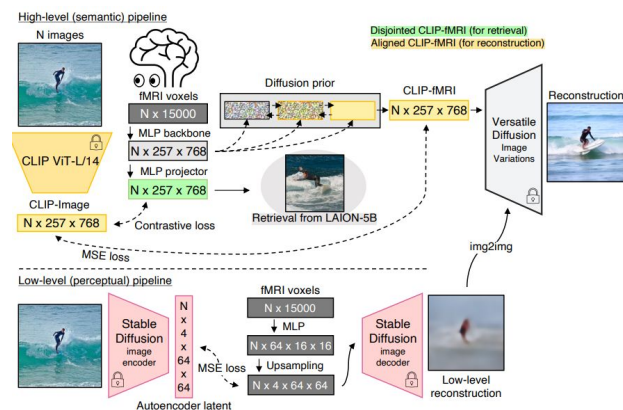 High-level (semantic) pipeline
N images
CLIP ViT-L/14
CLIP-Image
N x 257 x 768
fMRI voxels
N x 15000
MLP backbone
N x 257 x 768
MLP projector
N x 257 x 768
Contrastive loss
MSE loss
Diffusion prior
Retrieval from LAION-5B
Disjointed CLIP-fMRI (for retrieval)
Aligned CLIP-fMRI (for reconstruction)
CLIP-fMRI
N x 257 x 768
Versatile
Diffusion
Image
Variations
Reconstruction
img2img
Low-level (perceptual) pipeline
Stable
Diffusion
image
encoder
N
x
4
x
64
x
64
Autoencoder latent
MSE loss
fMRI voxels
N x 15000
MLP
N x 64 x 16 x 16
Upsampling
N x 4 x 64 x 64
Stable
Diffusion
image
decoder
Low-level
reconstruction